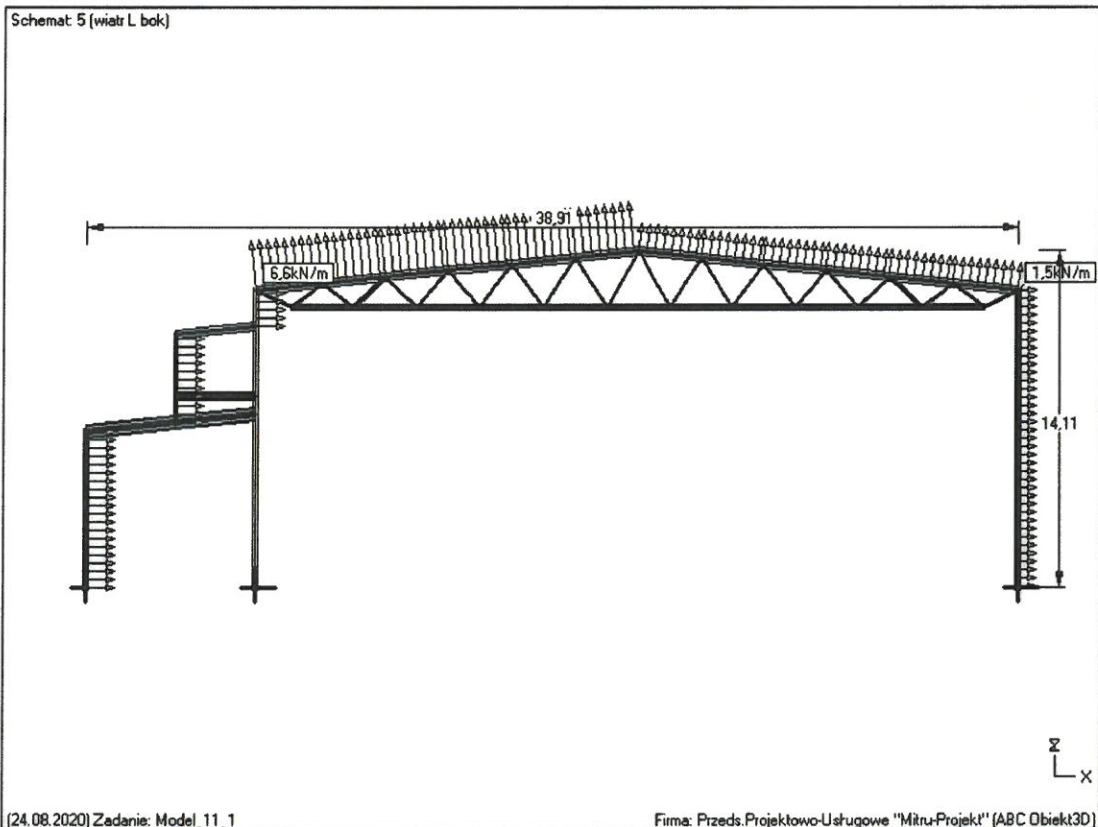 Schemat: 5 (wiatr L bok)
38,91
6,6kN/m
1,5kN/m
14,11
Z
X
(24.08.2020) Zadanie: Model_11_1
Firma: Przeds.Projektowo-Usługowe "Mitru-Projekt" (ABC Obiekt3D)